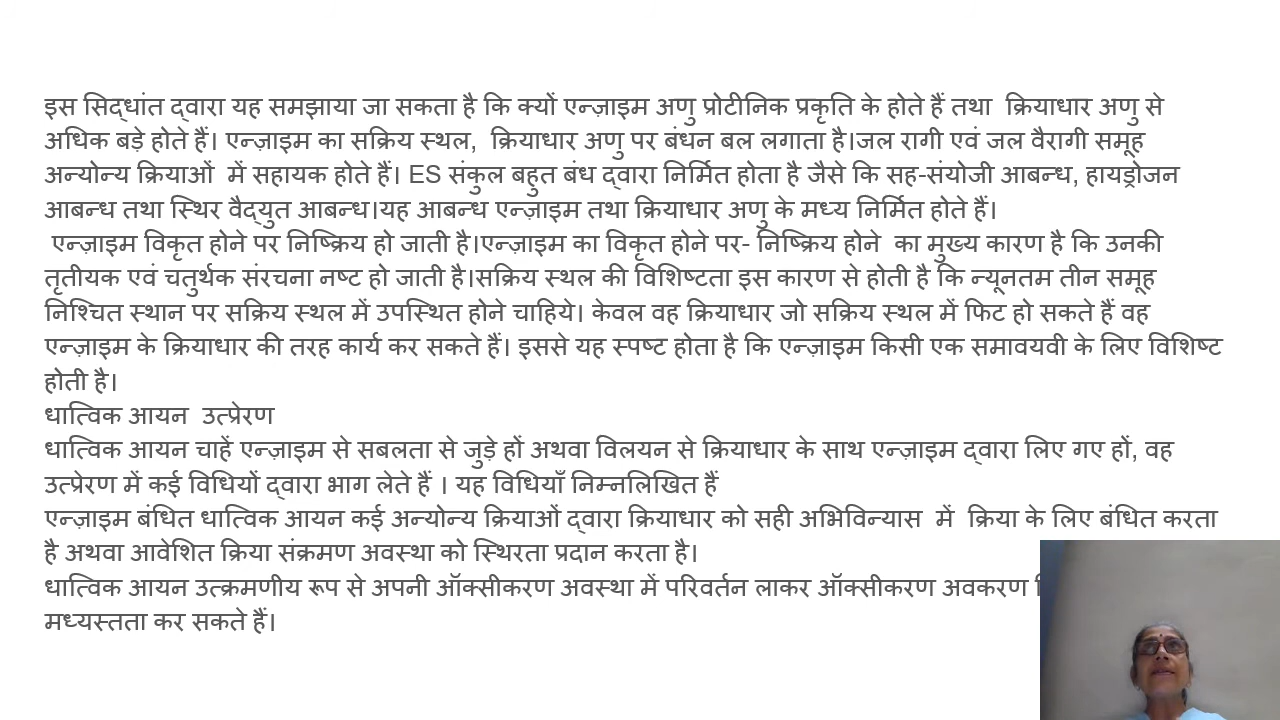 इस सिद्धांत द्वारा यह समझाया जा सकता है कि क्यों एन्ज़ाइम अणु प्रोटीनिक प्रकृति के होते हैं तथा  क्रियाधार अणु से
अधिक बड़े होते हैं। एन्ज़ाइम का सक्रिय स्थल,  क्रियाधार अणु पर बंधन बल लगाता है।जल रागी एवं जल वैरागी समूह
अन्योन्य क्रियाओं  में सहायक होते हैं। ES संकुल बहुत बंध द्वारा निर्मित होता है जैसे कि सह-संयोजी आबन्ध, हायड्रोजन
आबन्ध तथा स्थिर वैद्युत आबन्ध।यह आबन्ध एन्ज़ाइम तथा क्रियाधार अणु के मध्य निर्मित होते हैं।
एन्ज़ाइम विकृत होने पर निष्क्रिय हो जाती है।एन्ज़ाइम का विकृत होने पर- निष्क्रिय होने  का मुख्य कारण है कि उनकी
तृतीयक एवं चतुर्थक संरचना नष्ट हो जाती है।सक्रिय स्थल की विशिष्टता इस कारण से होती है कि न्यूनतम तीन समूह
निश्चित स्थान पर सक्रिय स्थल में उपस्थित होने चाहिये। केवल वह क्रियाधार जो सक्रिय स्थल में फिट हो सकते हैं वह
एन्ज़ाइम के क्रियाधार की तरह कार्य कर सकते हैं। इससे यह स्पष्ट होता है कि एन्ज़ाइम किसी एक समावयवी के लिए विशिष्ट
होती है।
धात्विक आयन  उत्प्रेरण
धात्विक आयन चाहें एन्ज़ाइम से सबलता से जुड़े हों अथवा विलयन से क्रियाधार के साथ एन्ज़ाइम द्वारा लिए गए हों, वह
उत्प्रेरण में कई विधियों द्वारा भाग लेते हैं । यह विधियाँ निम्नलिखित हैं
एन्ज़ाइम बंधित धात्विक आयन कई अन्योन्य क्रियाओं द्वारा क्रियाधार को सही अभिविन्यास  में  क्रिया के लिए बंधित करता
है अथवा आवेशित क्रिया संक्रमण अवस्था को स्थिरता प्रदान करता है।
धात्विक आयन उत्क्रमणीय रूप से अपनी ऑक्सीकरण अवस्था में परिवर्तन लाकर ऑक्सीकरण अवकरण
मध्यस्तता कर सकते हैं।